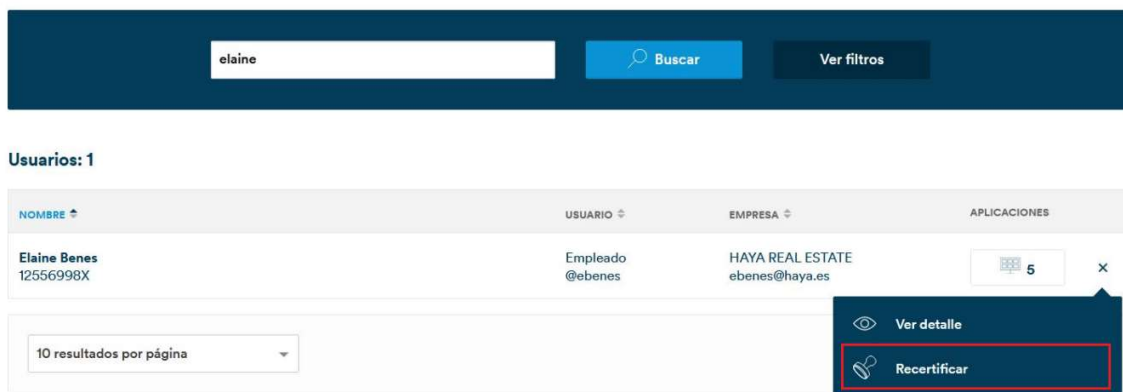 elaine
Buscar
Ver filtros
Usuarios: 1
NOMBRE USUARIO EMPRESA APLICACIONES
Elaine Benes Empleado HAYA REAL ESTATE 5
12556998X @ebenes ebenes@haya.es
Ver detalle
10 resultados por página
Recertificar